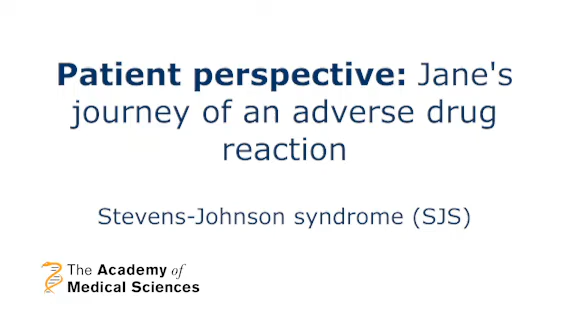 Patient perspective: Jane's
journey of an adverse drug
reaction
Stevens-Johnson syndrome (SJS)
The Academy of
Medical Sciences